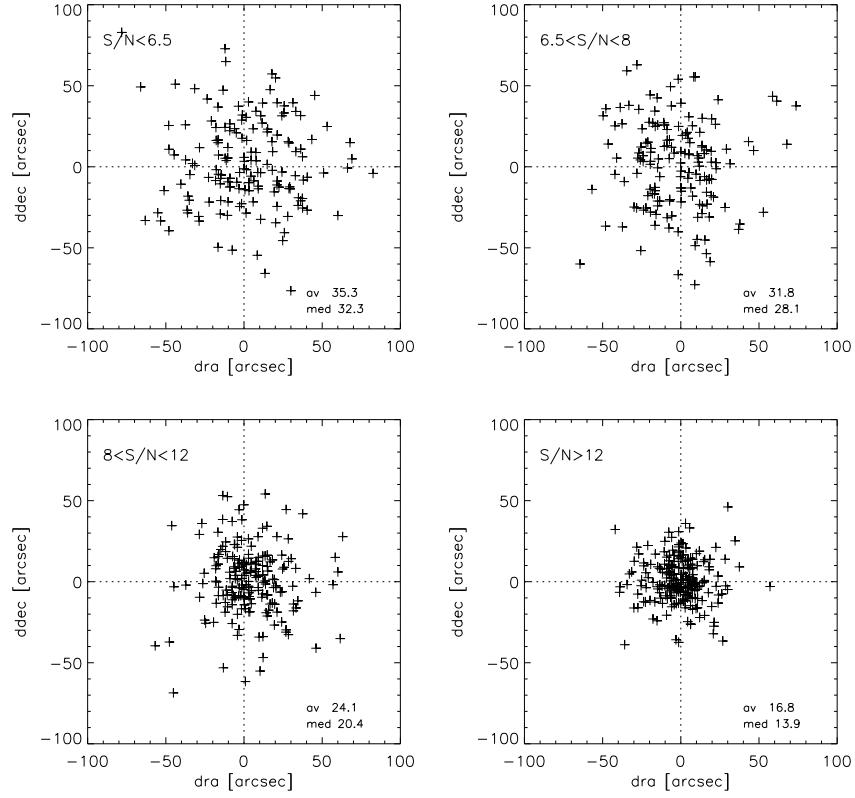 100
S/N<6.5
50
0
−50
−100
ddec [arcsec]
av 35.3
med 32.3
−100 −50 0 50 100
dra [arcsec]
100
6.5<S/N<8
50
0
−50
−100
ddec [arcsec]
av 31.8
med 28.1
−100 −50 0 50 100
dra [arcsec]
100
8<S/N<12
50
0
−50
−100
ddec [arcsec]
av 24.1
med 20.4
−100 −50 0 50 100
dra [arcsec]
100
S/N>12
50
0
−50
−100
ddec [arcsec]
av 16.8
med 13.9
−100 −50 0 50 100
dra [arcsec]